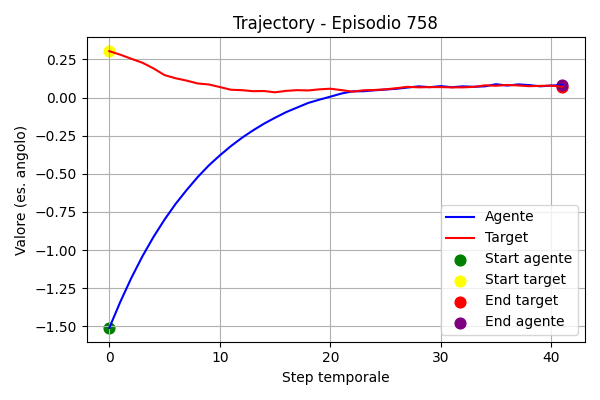 Trajectory - Episodio 758
Valore (es. angolo)
0.25
0.00
−0.25
−0.50
−0.75
−1.00
−1.25
−1.50
Agente
Target
Start agente
Start target
End target
End agente
0 10 20 30 40
Step temporale